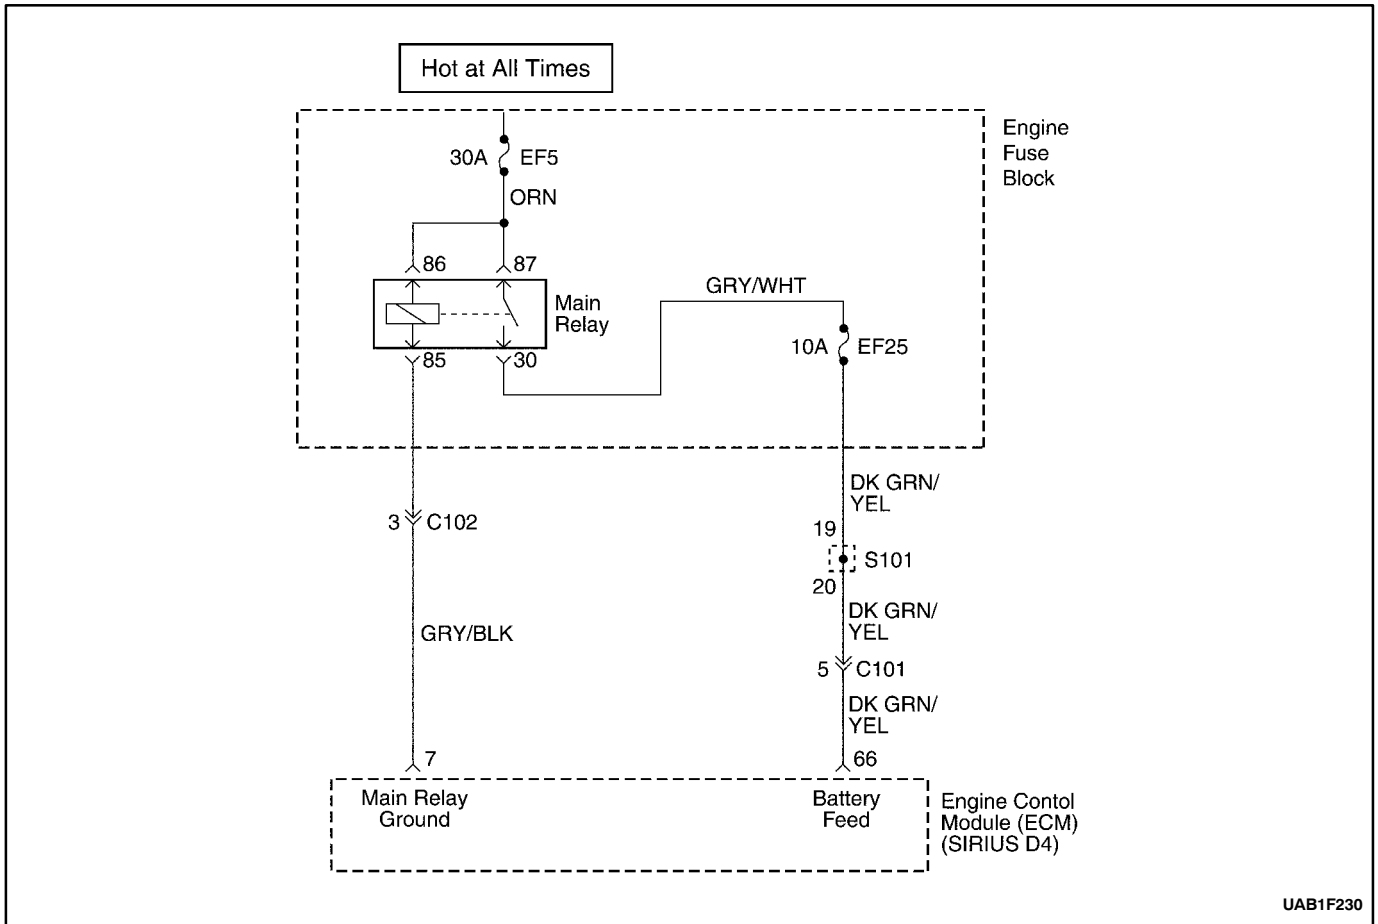 Hot at All Times
Engine
Fuse
Block
30A
EF5
ORN
86
87
Main
Relay
GRY/WHT
10A
EF25
85
30
DK GRN/
YEL
19
S101
20
3
C102
DK GRN/
YEL
GRY/BLK
5
C101
DK GRN/
YEL
7
66
Main Relay
Ground
Battery
Feed
Engine Contol
Module (ECM)
(SIRIUS D4)
UAB1F230